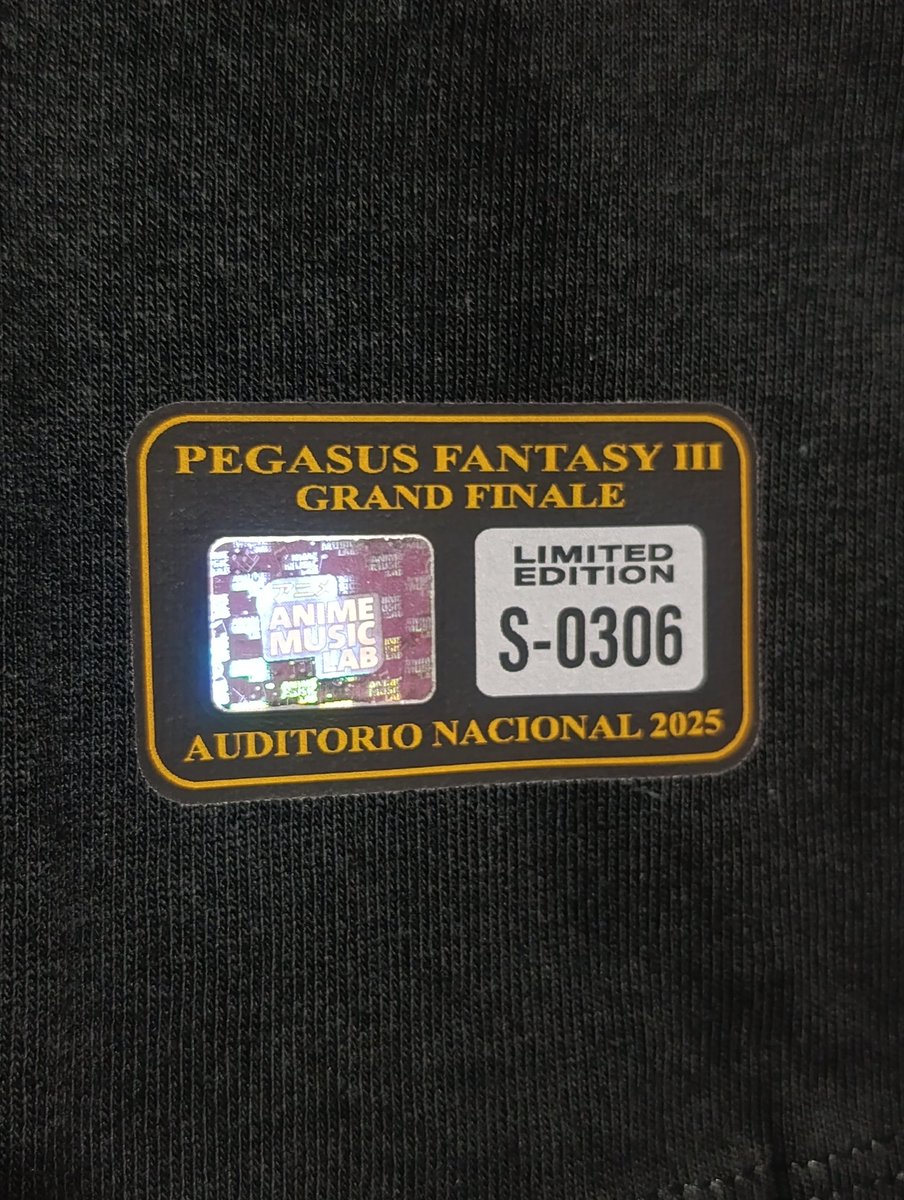 PEGASUS FANTASY III
GRAND FINALE
ANIME
MUSIC
LAB
LIMITED
EDITION
S-0306
AUDITORIO NACIONAL 2025